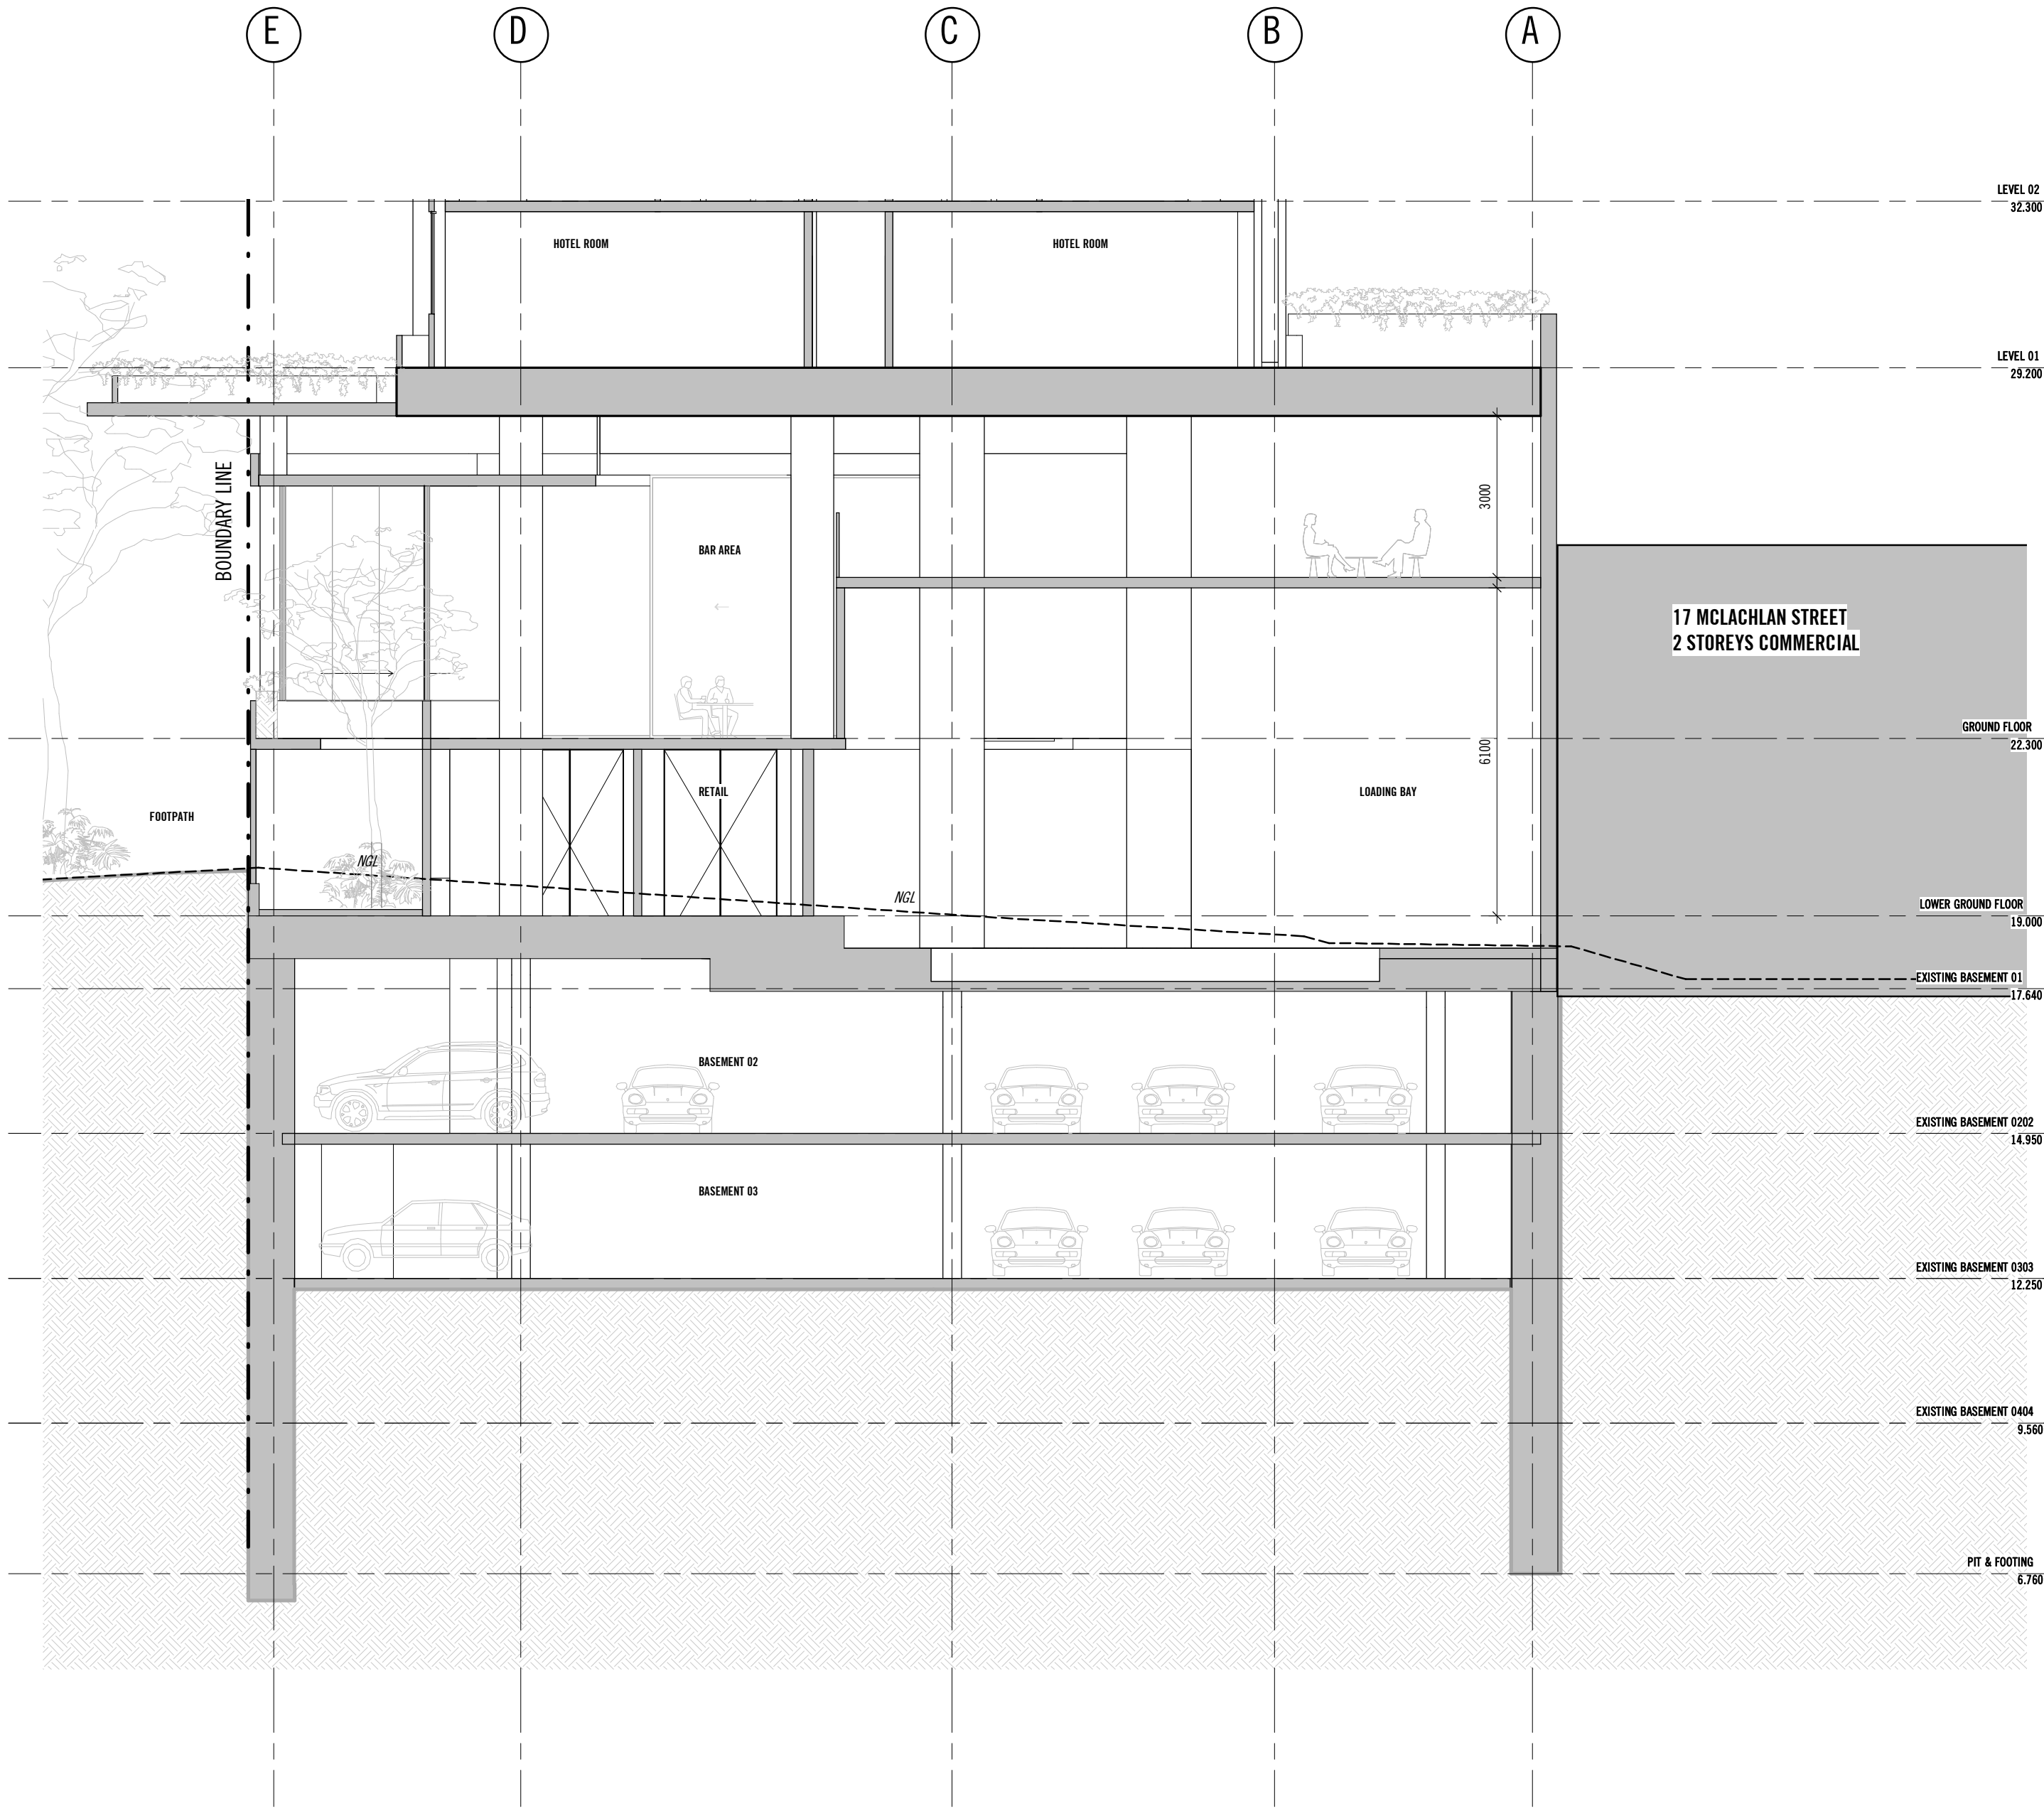 E
D
C
B
A
LEVEL 02
32.300
HOTEL ROOM
HOTEL ROOM
LEVEL 01
29.200
BOUNDARY LINE
3000
BAR AREA
17 MCLACHLAN STREET
2 STOREYS COMMERCIAL
GROUND FLOOR
22.300
6100
RETAIL
LOADING BAY
FOOTPATH
NGL
NGL
LOWER GROUND FLOOR
19.000
EXISTING BASEMENT 01
17.640
BASEMENT 02
EXISTING BASEMENT 0202
14.950
BASEMENT 03
EXISTING BASEMENT 0303
12.250
EXISTING BASEMENT 0404
9.560
PIT & FOOTING
6.760